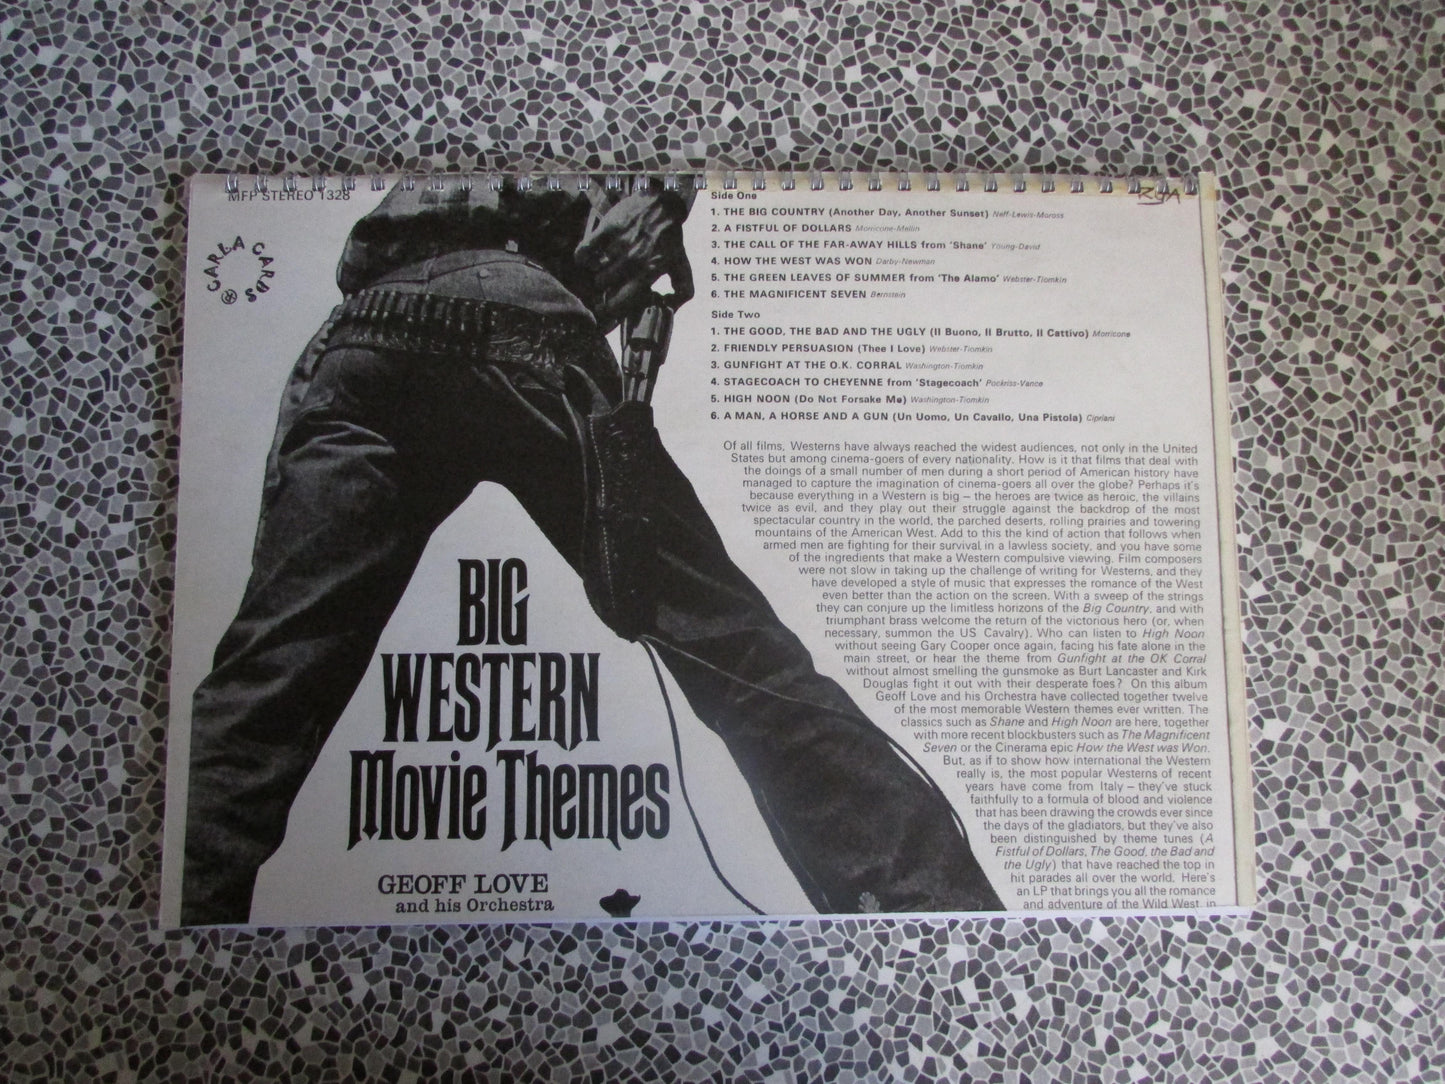 MFP STEREO 1328
CARLA CARDS
BIG
WESTERN
Movie Themes
GEOFF LOVE
and his Orchestra
Side One
1. THE BIG COUNTRY (Another Day, Another Sunset) Neff-Lewis-Moross
2. A FISTFUL OF DOLLARS Morricone-Mellin
3. THE CALL OF THE FAR-AWAY HILLS from 'Shane' Young-David
4. HOW THE WEST WAS WON Darby-Newman
5. THE GREEN LEAVES OF SUMMER from 'The Alamo' Webster-Tiomkin
6. THE MAGNIFICENT SEVEN Bernstein
Side Two
1. THE GOOD, THE BAD AND THE UGLY (Il Buono, Il Brutto, Il Cattivo) Morricone
2. FRIENDLY PERSUASION (Thee I Love) Webster-Tiomkin
3. GUNFIGHT AT THE O.K. CORRAL Washington-Tiomkin
4. STAGECOACH TO CHEYENNE from 'Stagecoach' Pockriss-Vance
5. HIGH NOON (Do Not Forsake Me) Washington-Tiomkin
6. A MAN, A HORSE AND A GUN (Un Uomo, Un Cavallo, Una Pistola) Cipriani
Of all films, Westerns have always reached the widest audiences, not only in the United
States but among cinema-goers of every nationality. How is it that films that deal with
the doings of a small number of men during a short period of American history have
managed to capture the imagination of cinema-goers all over the globe? Perhaps it's
because everything in a Western is big – the heroes are twice as heroic, the villains
twice as evil, and they play out their struggle against the backdrop of the most
spectacular country in the world, the parched deserts, rolling prairies and towering
mountains of the American West. Add to this the kind of action that follows when
armed men are fighting for their survival in a lawless society, and you have some
of the ingredients that make a Western compulsive viewing. Film composers
were not slow in taking up the challenge of writing for Westerns, and they
have developed a style of music that expresses the romance of the West
even better than the action on the screen. With a sweep of the strings
they can conjure up the limitless horizons of the Big Country, and with
triumphant brass welcome the return of the victorious hero (or, when
necessary, summon the US Cavalry). Who can listen to High Noon
without seeing Gary Cooper once again, facing his fate alone in the
main street, or hear the theme from Gunfight at the OK Corral
without almost smelling the gunsmoke as Burt Lancaster and Kirk
Douglas fight it out with their desperate foes? On this album
Geoff Love and his Orchestra have collected together twelve
of the most memorable Western themes ever written. The
classics such as Shane and High Noon are here, together
with more recent blockbusters such as The Magnificent
Seven or the Cinerama epic How the West was Won.
But, as if to show how international the Western
really is, the most popular Westerns of recent
years have come from Italy – they've stuck
faithfully to a formula of blood and violence
that has been drawing the crowds ever since
the days of the gladiators, but they've also
been distinguished by theme tunes (A
Fistful of Dollars, The Good, the Bad and
the Ugly) that have reached the top in
hit parades all over the world. Here's
an LP that brings you all the romance
and adventure of the Wild West, in